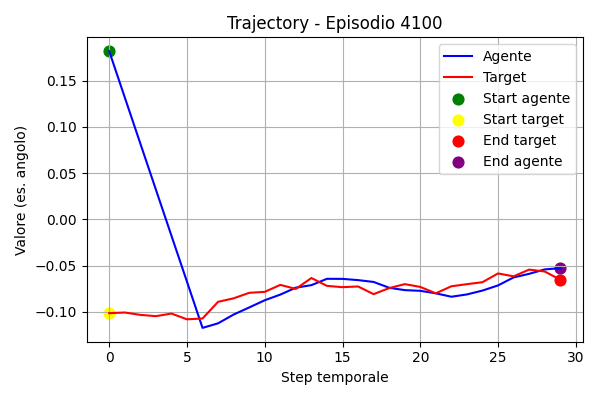 Trajectory - Episodio 4100
Valore (es. angolo)
0.15
0.10
0.05
0.00
−0.05
−0.10
0
5
10
15
20
25
30
Step temporale
Agente
Target
Start agente
Start target
End target
End agente